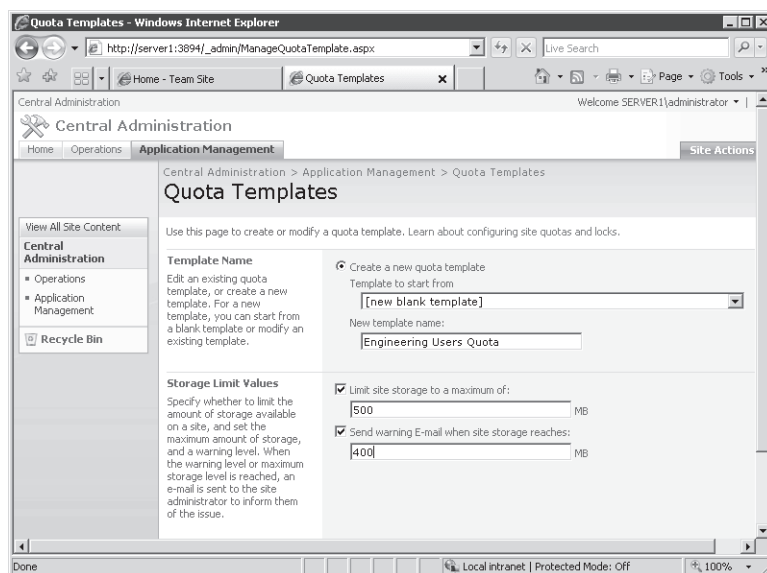 Quota Templates - Windows Internet Explorer
http://server1:3894/_admin/ManageQuotaTemplate.aspx
Live Search
Home - Team Site
Quota Templates
Page
Tools
Central Administration
Welcome SERVER1\administrator
Central Administration
Home
Operations
Application Management
Site Actions
Central Administration > Application Management > Quota Templates
Quota Templates
View All Site Content
Central
Administration
Operations
Application
Management
Recycle Bin
Use this page to create or modify a quota template. Learn about configuring site quotas and locks.
Template Name
Edit an existing quota
template, or create a new
template. For a new
template, you can start from
a blank template or modify an
existing template.
Create a new quota template
Template to start from
[new blank template]
New template name:
Engineering Users Quota
Storage Limit Values
Specify whether to limit the
amount of storage available
on a site, and set the
maximum amount of storage,
and a warning level. When
the warning level or maximum
storage level is reached, an
e-mail is sent to the site
administrator to inform them
of the issue.
Limit site storage to a maximum of:
500 MB
Send warning E-mail when site storage reaches:
400 MB
Done
Local intranet | Protected Mode: Off
100%